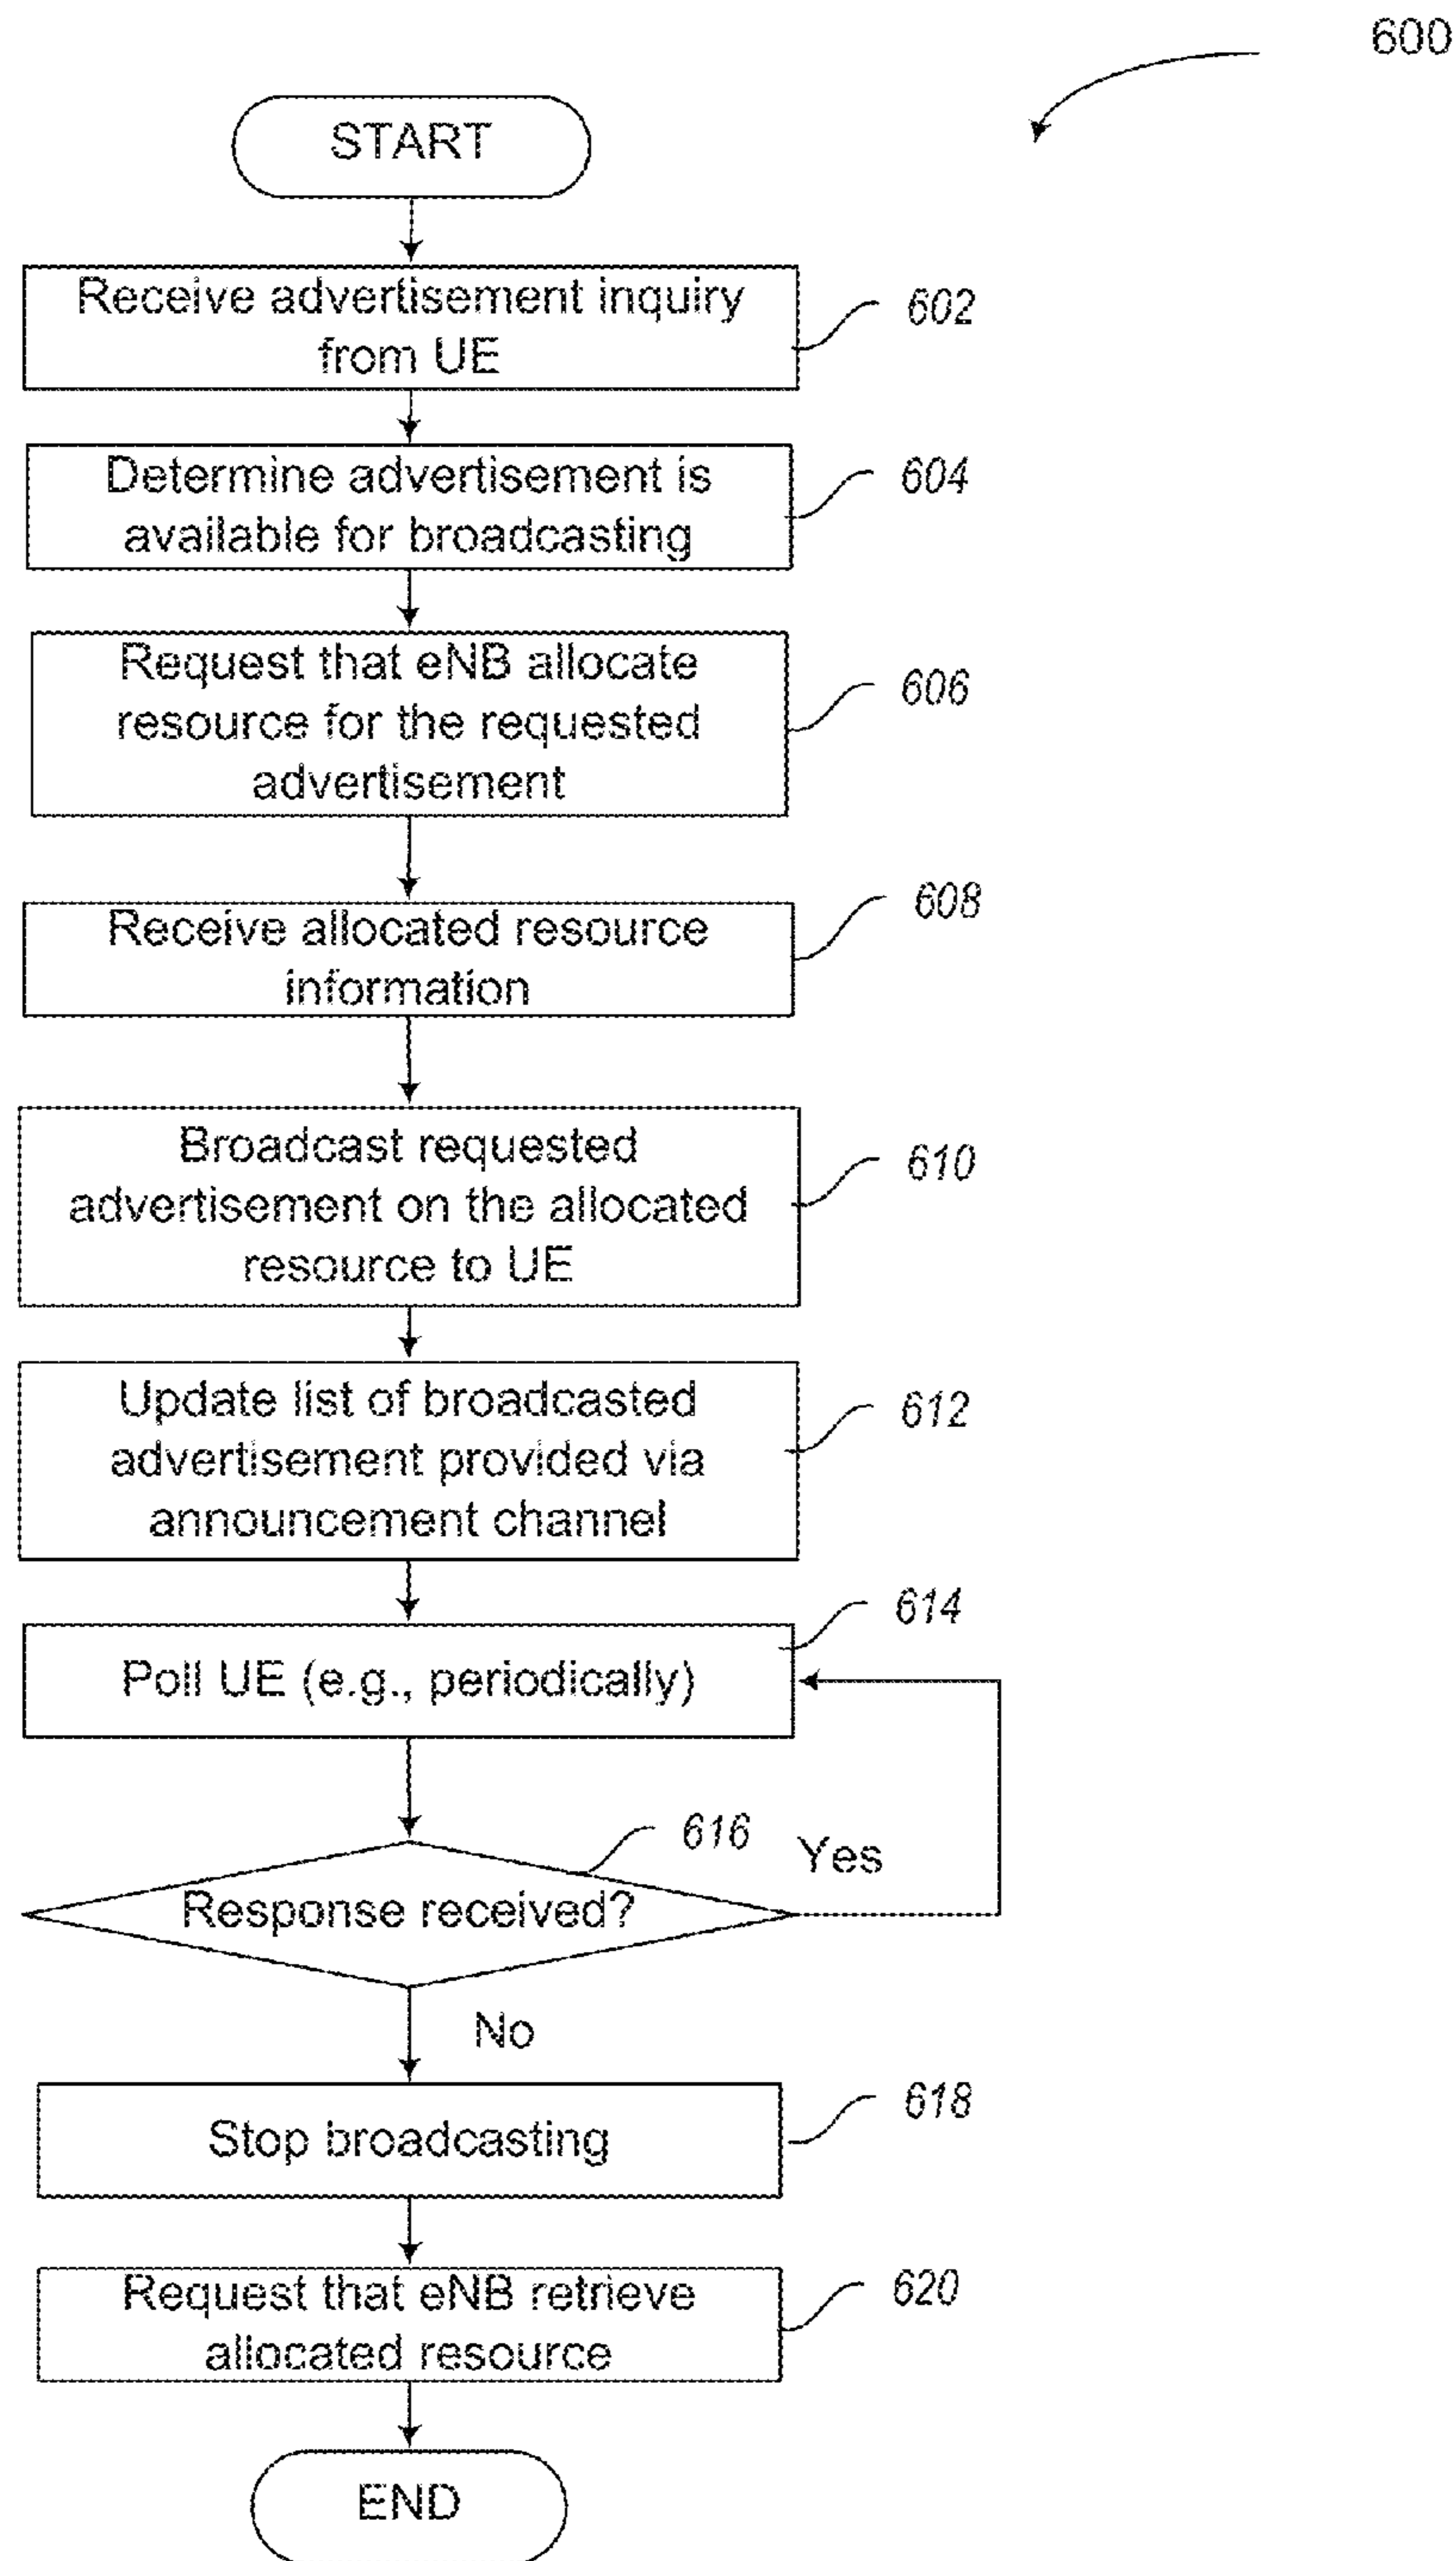 600
START
Receive advertisement inquiry
from UE
602
Determine advertisement is
available for broadcasting
604
Request that eNB allocate
resource for the requested
advertisement
606
Receive allocated resource
information
608
Broadcast requested
advertisement on the allocated
resource to UE
610
Update list of broadcasted
advertisement provided via
announcement channel
612
Poll UE (e.g., periodically)
614
Response received?
616
Yes
No
Stop broadcasting
618
Request that eNB retrieve
allocated resource
620
END